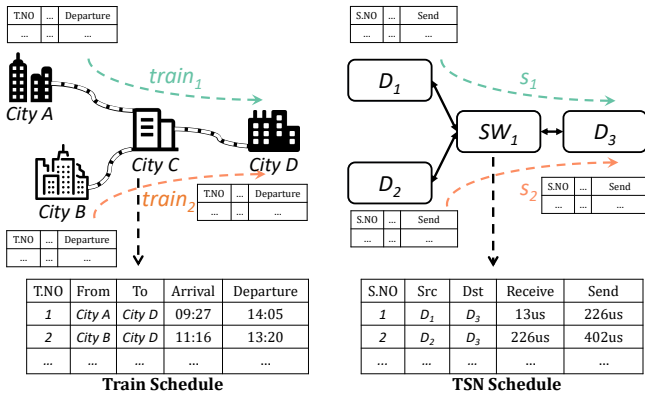 T.NO ... Departure
... ... ...
train1
City A
City C
City D
City B
train2
T.NO ... Departure
... ... ...
T.NO ... Departure
... ... ...
T.NO From To Arrival Departure
1 City A City D 09:27 14:05
2 City B City D 11:16 13:20
... ... ... ... ...
Train Schedule
S.NO ... Send
... ... ...
s1
D1
SW1
D3
D2
s2
S.NO ... Send
... ... ...
S.NO ... Send
... ... ...
S.NO Src Dst Receive Send
1 D1 D3 13us 226us
2 D2 D3 226us 402us
... ... ... ... ...
TSN Schedule